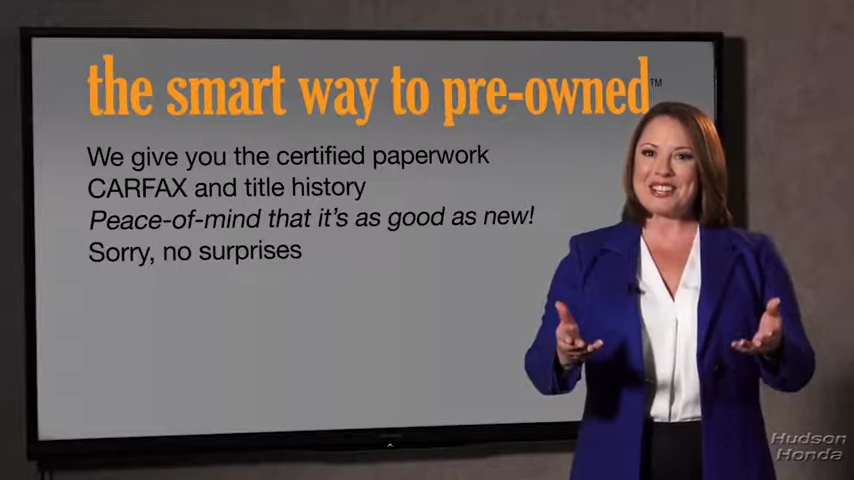 the smart way to pre-owned™
We give you the certified paperwork
CARFAX and title history
Peace-of-mind that it's as good as new!
Sorry, no surprises
Hudson
Honda